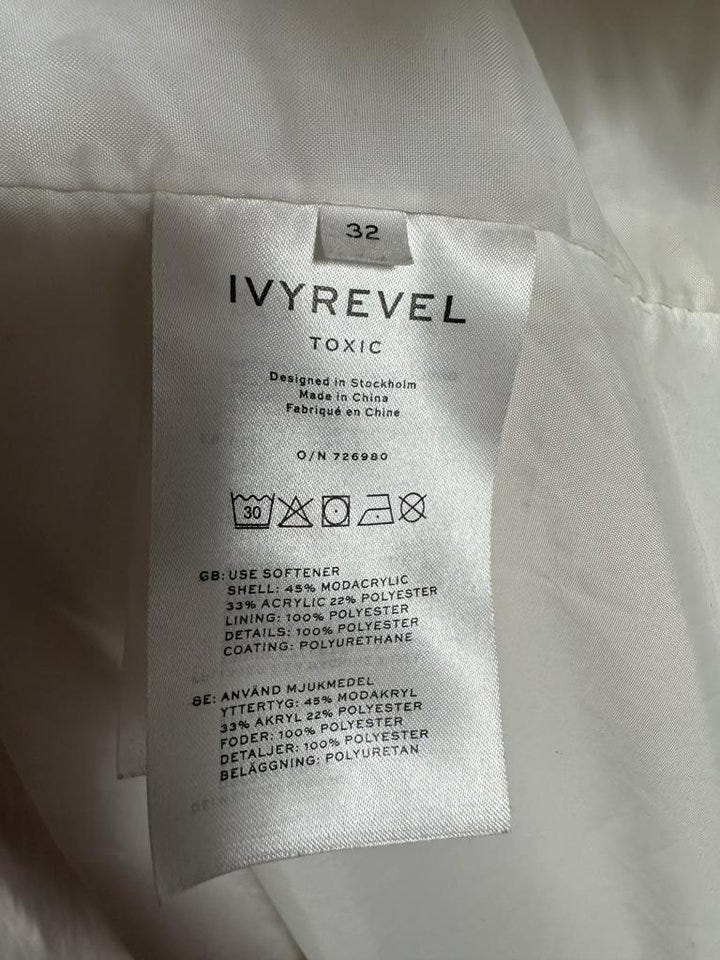 32
IVYREVEL
TOXIC
Designed in Stockholm
Made in China
Fabriqué en Chine
O/N 726980
30
GB: USE SOFTENER
SHELL: 45% MODACRYLIC
33% ACRYLIC 22% POLYESTER
LINING: 100% POLYESTER
DETAILS: 100% POLYESTER
COATING: POLYURETHANE
SE: ANVÄND MJUKMEDEL
YTTERTYG: 45% MODAKRYL
33% AKRYL 22% POLYESTER
FODER: 100% POLYESTER
DETALJER: 100% POLYESTER
BELÄGGNING: POLYURETAN